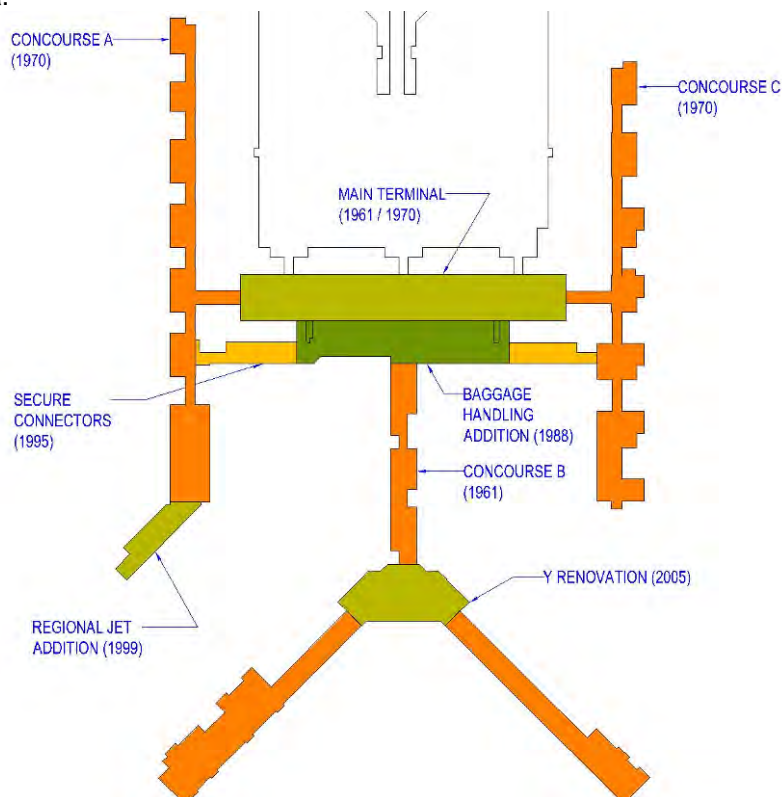 CONCOURSE A
(1970)
CONCOURSE C
(1970)
MAIN TERMINAL
(1961 / 1970)
SECURE
CONNECTORS
(1995)
BAGGAGE
HANDLING
ADDITION (1988)
CONCOURSE B
(1961)
Y RENOVATION (2005)
REGIONAL JET
ADDITION (1999)